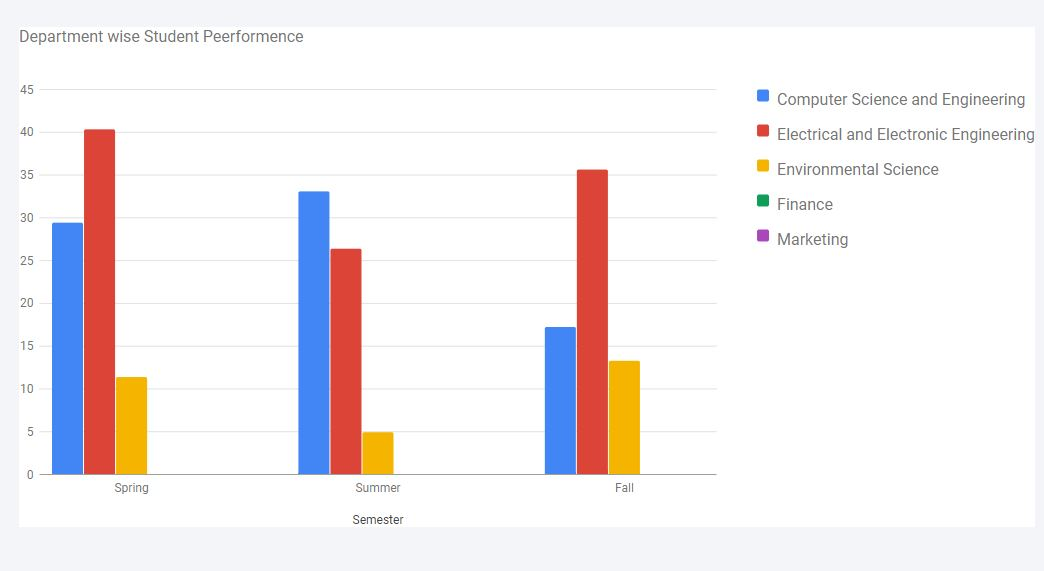 Department wise Student Peerformence
45
40
35
30
25
20
15
10
5
0
Spring
Summer
Fall
Semester
Computer Science and Engineering
Electrical and Electronic Engineering
Environmental Science
Finance
Marketing